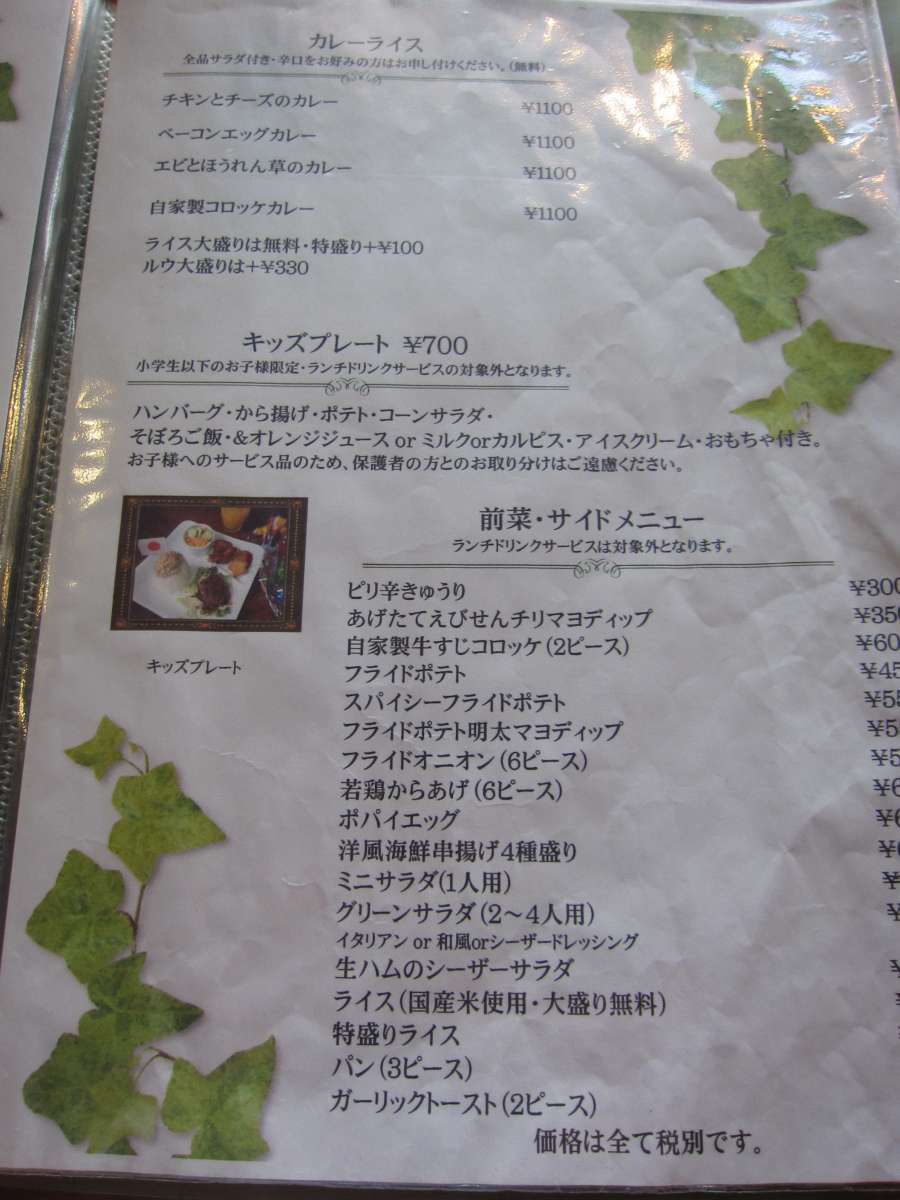 カレーライス
全品サラダ付き・辛口をお好みの方はお申し付けください。(無料)
チキンとチーズのカレー ¥1100
ベーコンエッグカレー ¥1100
エビとほうれん草のカレー ¥1100
自家製コロッケカレー ¥1100
ライス大盛りは無料・特盛り+¥100
ルウ大盛りは+¥330
キッズプレート ¥700
小学生以下のお子様限定・ランチドリンクサービスの対象外となります。
ハンバーグ・から揚げ・ポテト・コーンサラダ・
そぼろご飯・&オレンジジュース or ミルクorカルピス・アイスクリーム・おもちゃ付き。
お子様へのサービス品のため、保護者の方とのお取り分けはご遠慮ください。
キッズプレート
前菜・サイドメニュー
ランチドリンクサービスは対象外となります。
ピリ辛きゅうり ¥300
あげたてえびせんチリマヨディップ
自家製牛すじコロッケ(2ピース)
フライドポテト
スパイシーフライドポテト
フライドポテト明太マヨディップ
フライドオニオン(6ピース)
若鶏からあげ(6ピース)
ポパイエッグ
洋風海鮮串揚げ4種盛り
ミニサラダ(1人用)
グリーンサラダ(2～4人用)
イタリアン or 和風orシーザードレッシング
生ハムのシーザーサラダ
ライス(国産米使用・大盛り無料)
特盛りライス
パン(3ピース)
ガーリックトースト(2ピース)
価格は全て税別です。